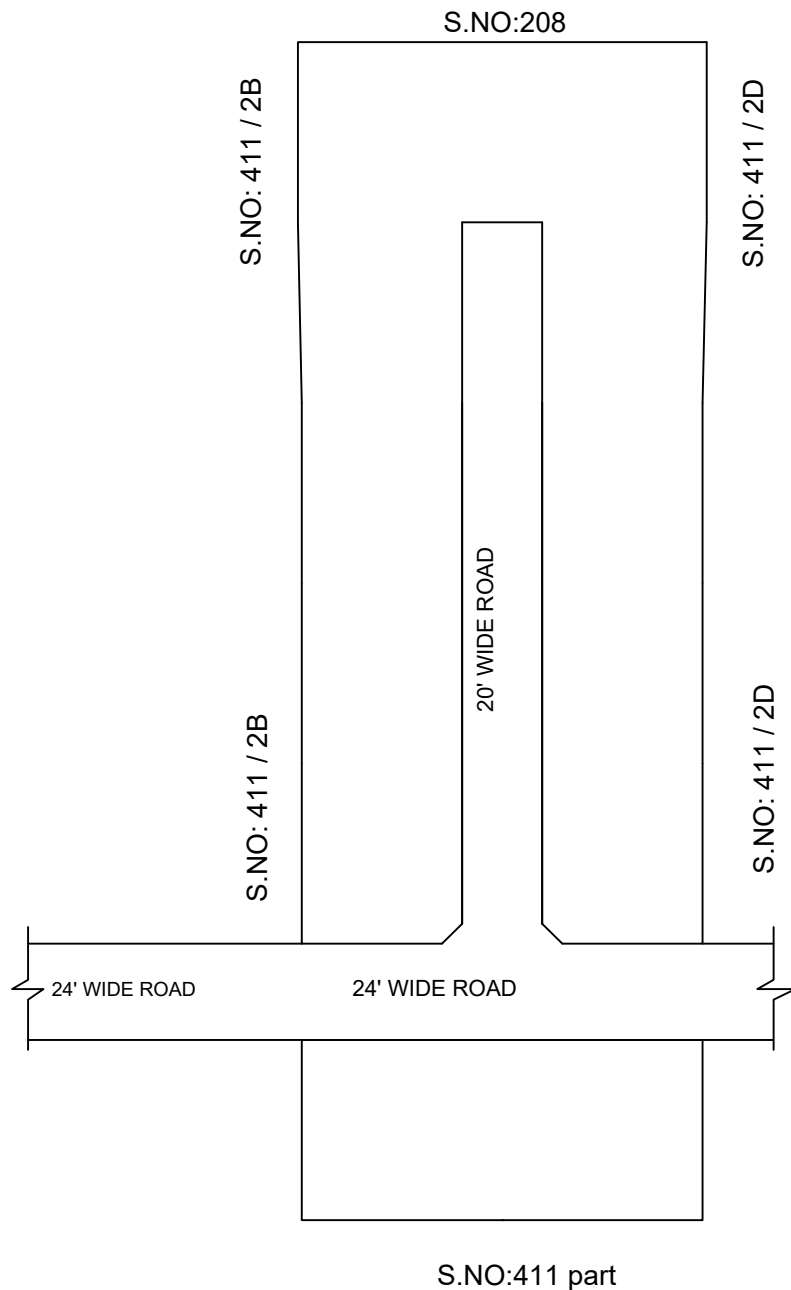 S.NO:208
S.NO: 411 / 2B
S.NO: 411 / 2D
20' WIDE ROAD
S.NO: 411 / 2B
S.NO: 411 / 2D
24' WIDE ROAD
24' WIDE ROAD
S.NO:411 part